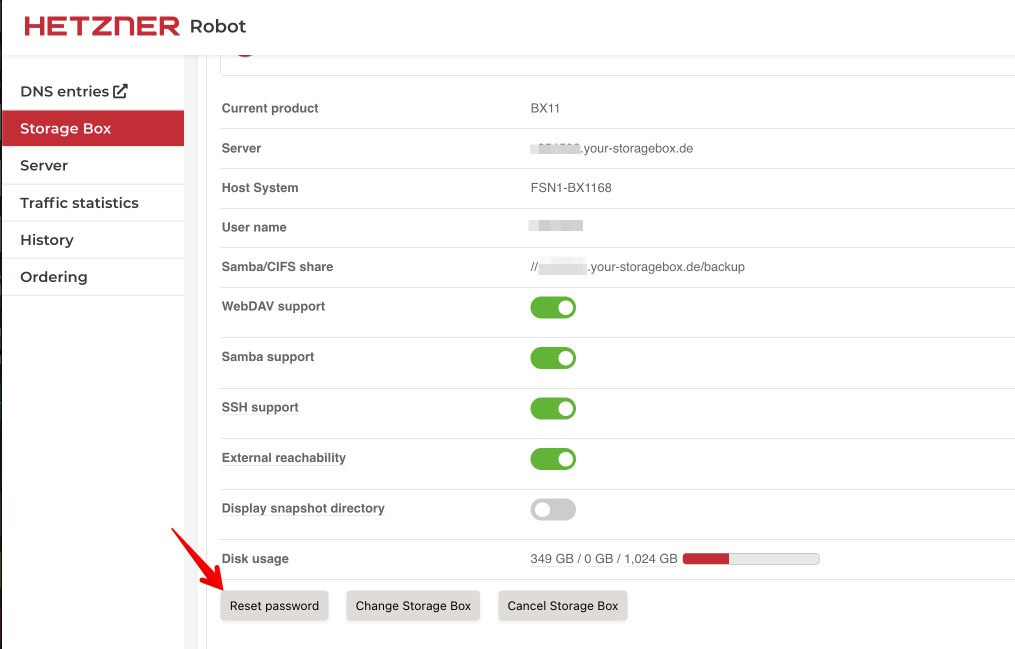 HETZNER Robot
DNS entries
Storage Box
Server
Traffic statistics
History
Ordering
Current product BX11
Server .your-storagebox.de
Host System FSN1-BX1168
User name
Samba/CIFS share // .your-storagebox.de/backup
WebDAV support
Samba support
SSH support
External reachability
Display snapshot directory
Disk usage 349 GB / 0 GB / 1,024 GB
Reset password Change Storage Box Cancel Storage Box